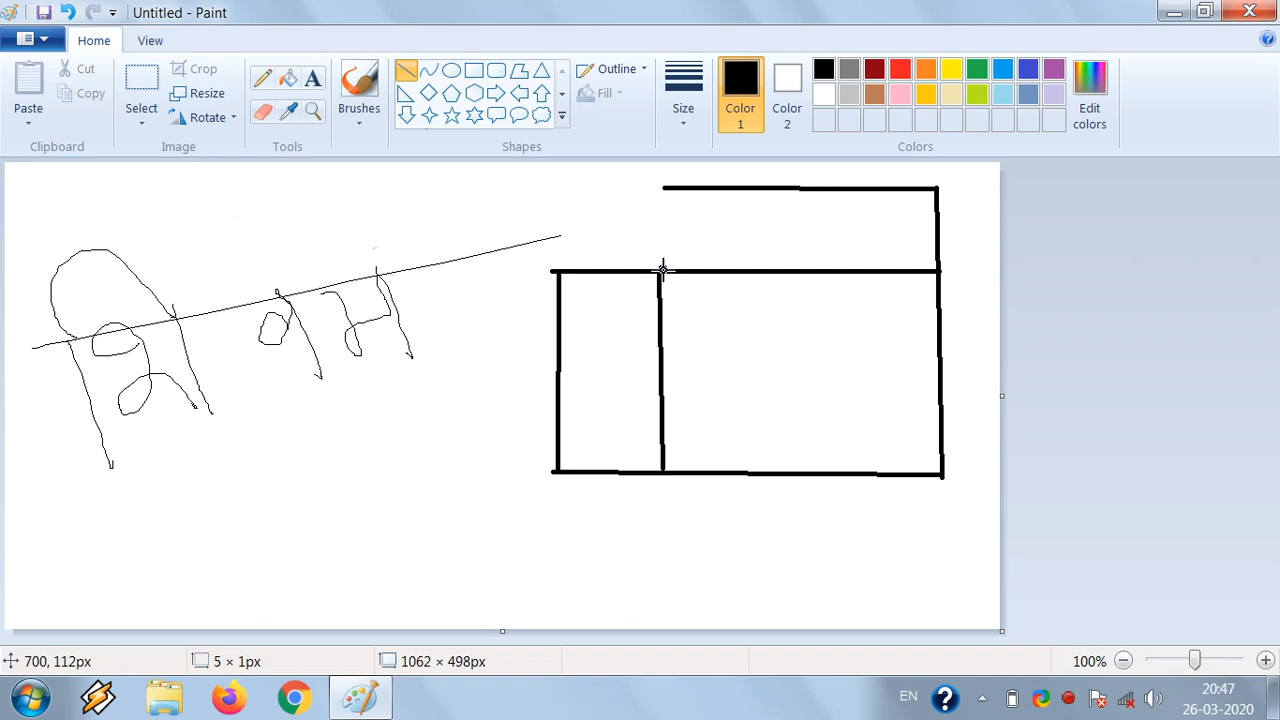 Untitled - Paint
Home View
Paste
Cut
Copy
Clipboard
Select
Crop
Resize
Rotate
Image
Tools
Brushes
Shapes
Outline
Fill
Size
Color 1
Color 2
Edit colors
Colors
700, 112px
5 × 1px
1062 × 498px
100%
EN
20:47
26-03-2020